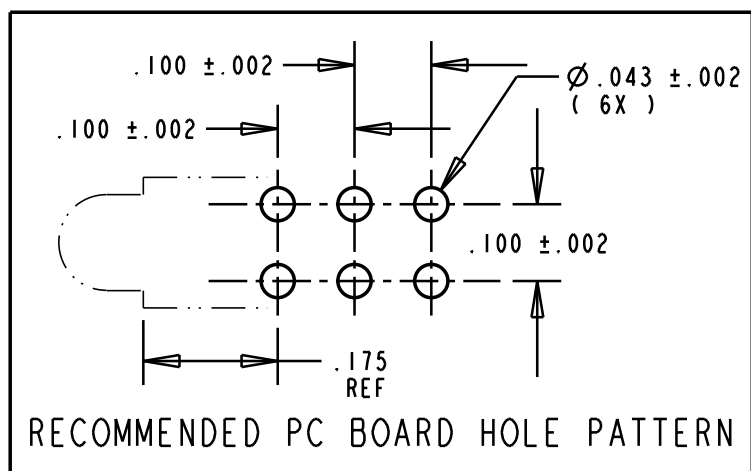 .100 ±.002
Ø .043 ±.002
( 6X )
.100 ±.002
.100 ±.002
.175
REF
RECOMMENDED PC BOARD HOLE PATTERN